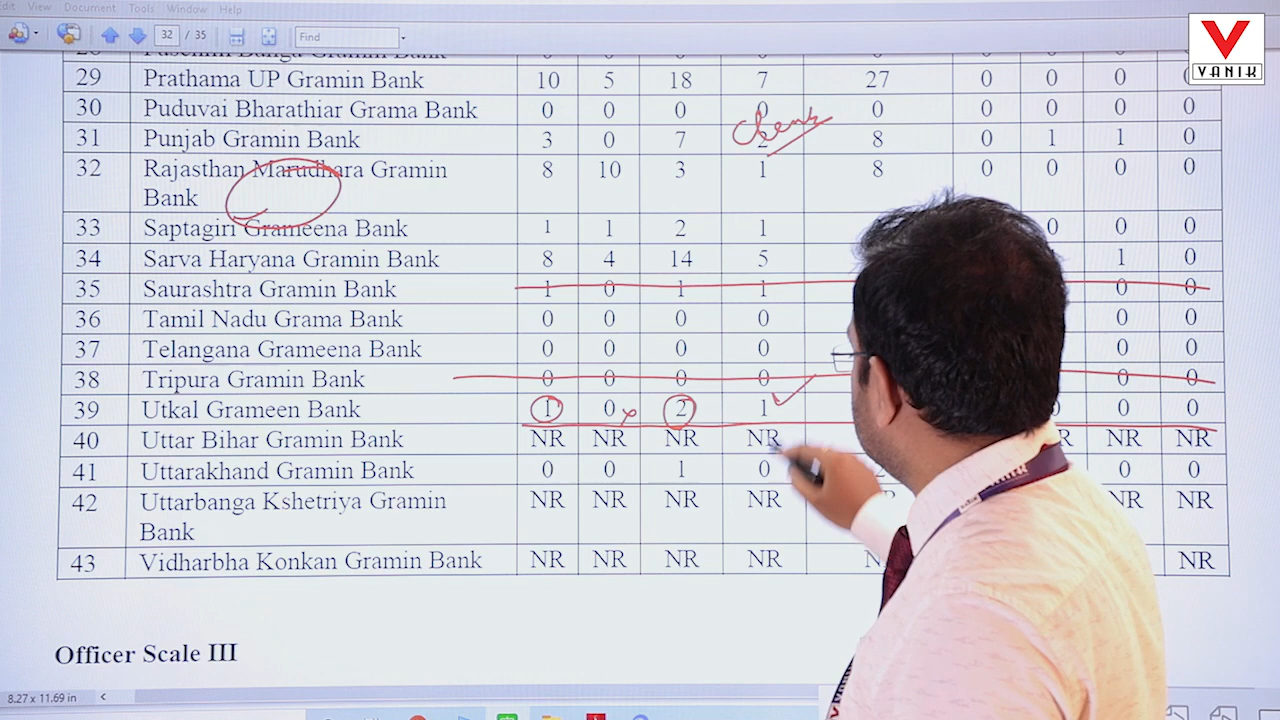 Edit View Document Tools Window Help
32 / 35 Find
VANIK
29 Prathama UP Gramin Bank 10 5 18 7 27 0 0 0 0
30 Puduvai Bharathiar Grama Bank 0 0 0 0 0 0 0 0 0
31 Punjab Gramin Bank 3 0 7 2 8 0 1 1 0
32 Rajasthan Marudhara Gramin 8 10 3 1 8 0 0 0 0
Bank
33 Saptagiri Grameena Bank 1 1 2 1 0 0 0
34 Sarva Haryana Gramin Bank 8 4 14 5 1 0
35 Saurashtra Gramin Bank 1 0 1 1 0 0
36 Tamil Nadu Grama Bank 0 0 0 0 0 0
37 Telangana Grameena Bank 0 0 0 0 0 0
38 Tripura Gramin Bank 0 0 0 0 0 0
39 Utkal Grameen Bank 1 0 2 1 0 0 0
40 Uttar Bihar Gramin Bank NR NR NR NR NR NR
41 Uttarakhand Gramin Bank 0 0 1 0 2 0 0
42 Uttarbanga Kshetriya Gramin NR NR NR NR NR NR
Bank
43 Vidharbha Konkan Gramin Bank NR NR NR NR NR
Officer Scale III
8.27 x 11.69 in